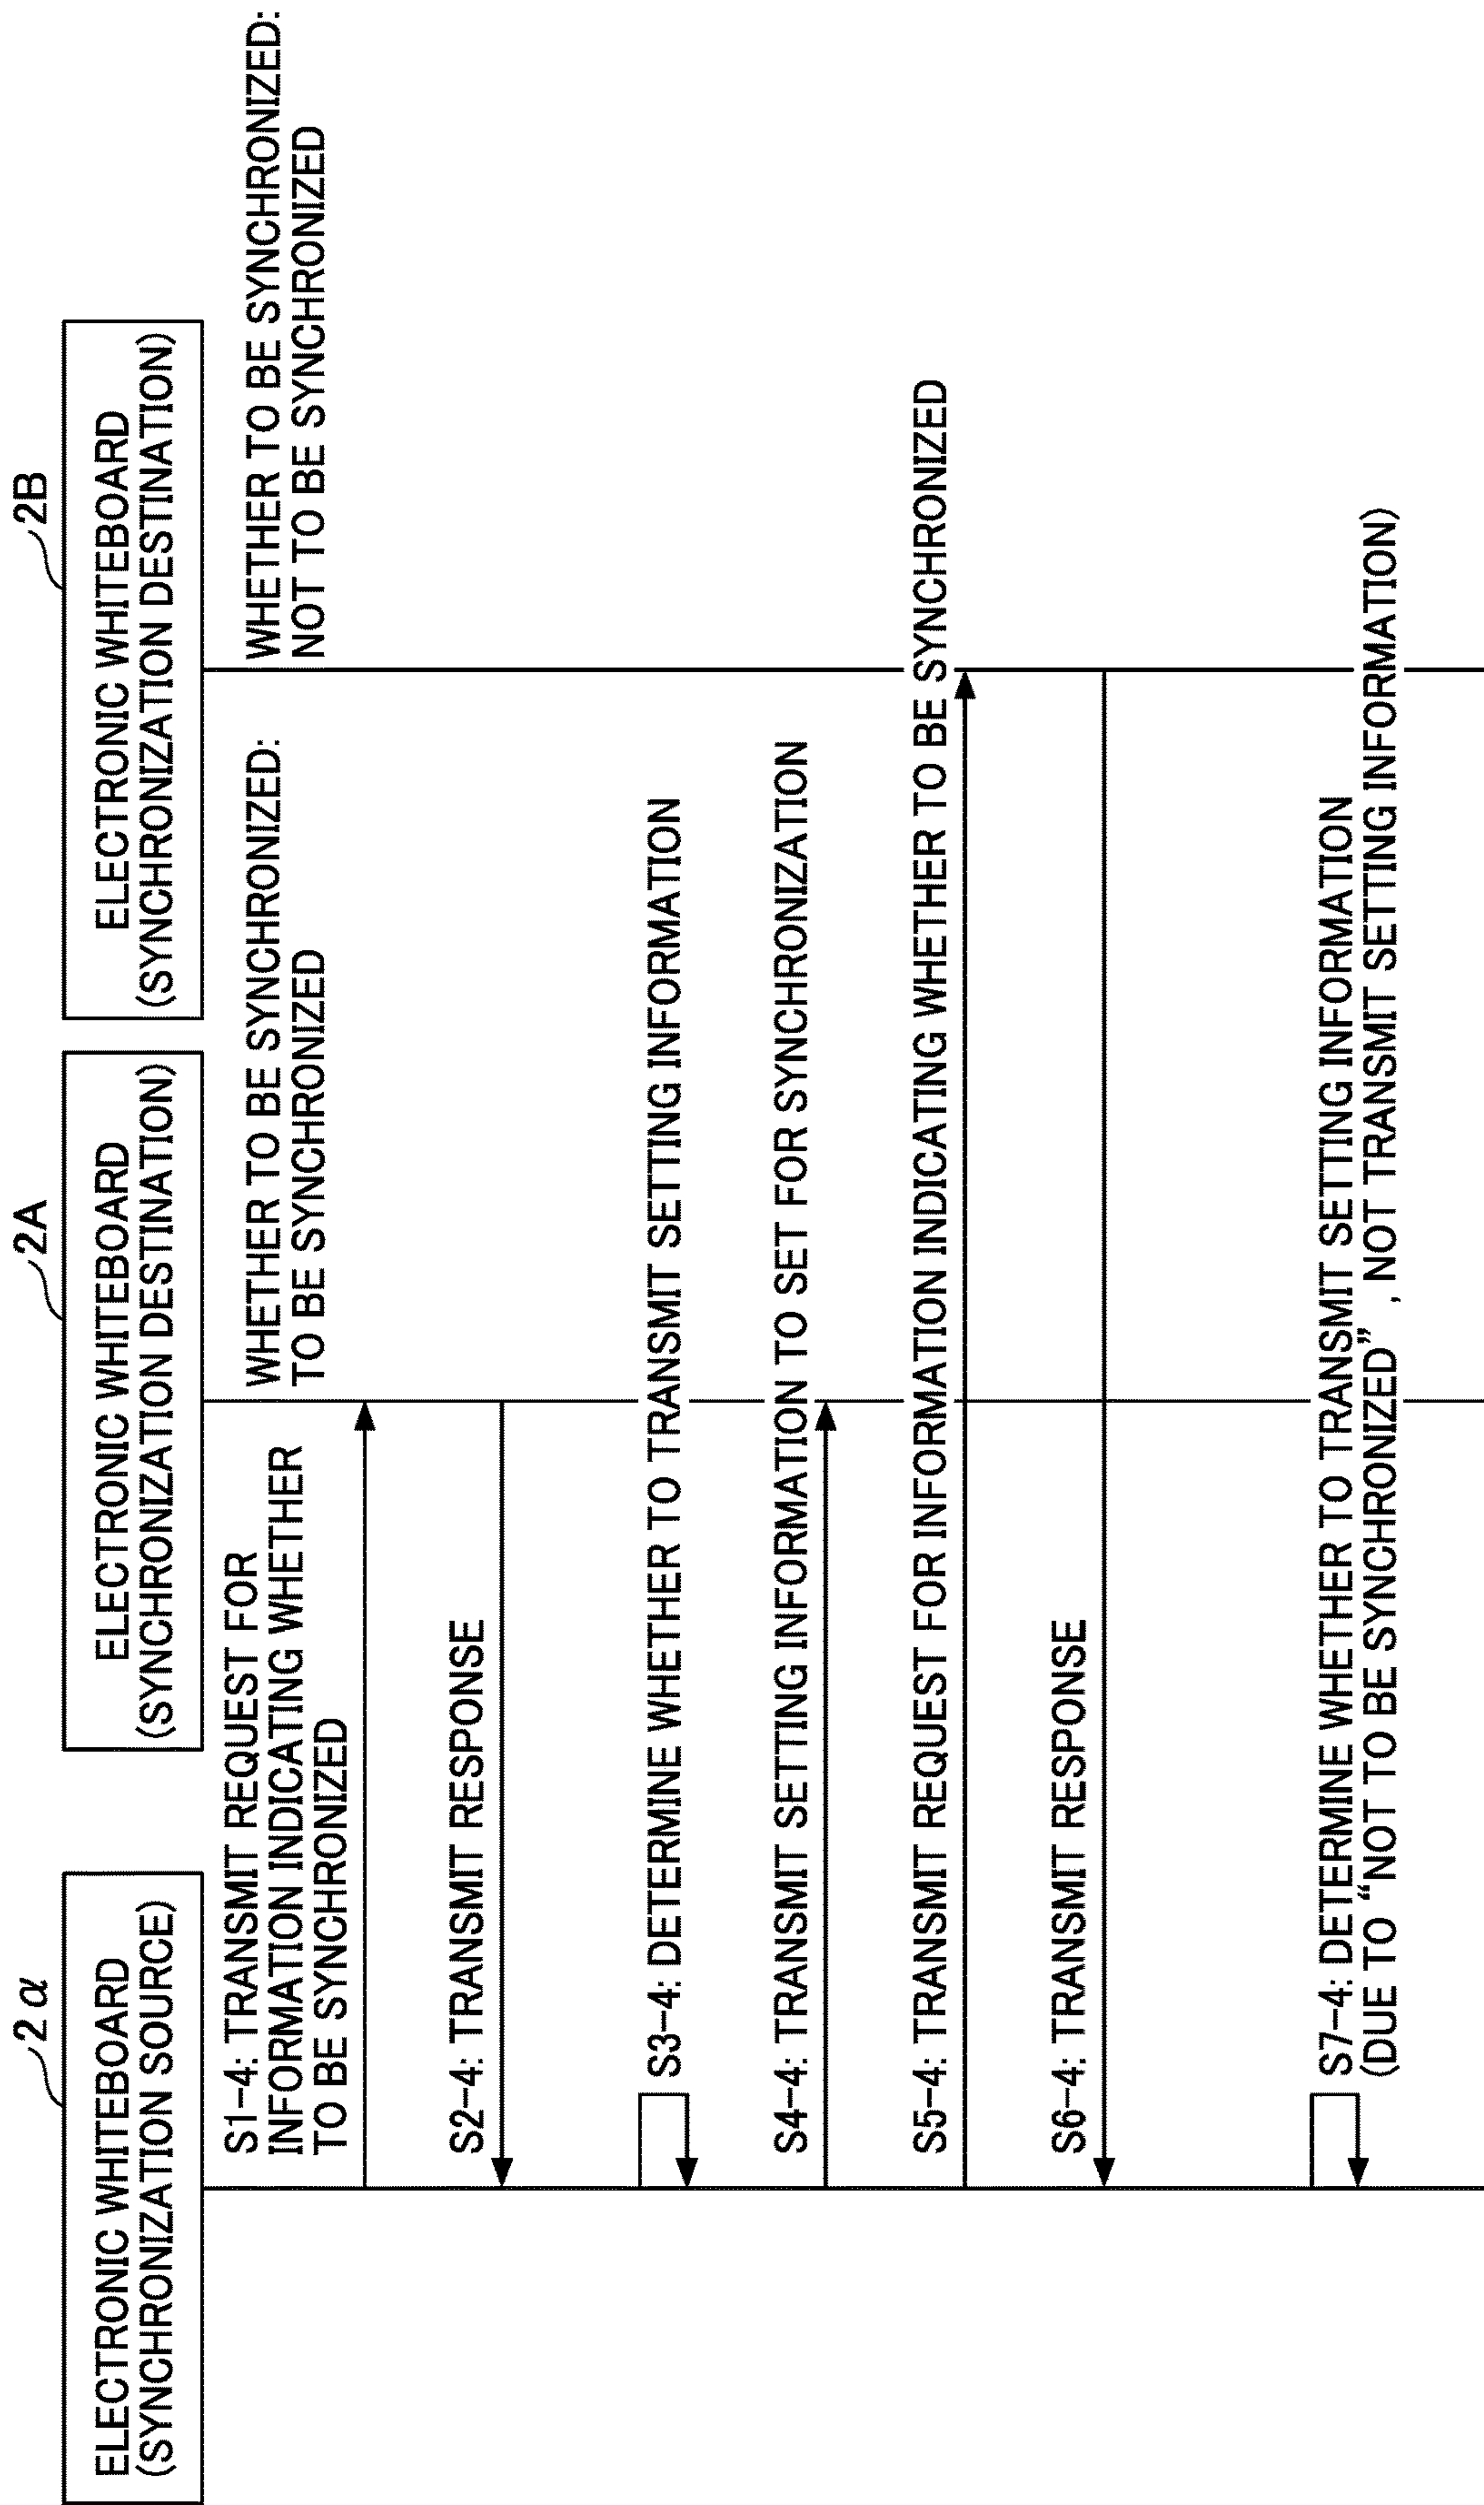 2α
ELECTRONIC WHITEBOARD
(SYNCHRONIZATION SOURCE)
2A
ELECTRONIC WHITEBOARD
(SYNCHRONIZATION DESTINATION)
2B
ELECTRONIC WHITEBOARD
(SYNCHRONIZATION DESTINATION)
S1-4: TRANSMIT REQUEST FOR
INFORMATION INDICATING WHETHER
TO BE SYNCHRONIZED
WHETHER TO BE SYNCHRONIZED:
TO BE SYNCHRONIZED
WHETHER TO BE SYNCHRONIZED:
NOT TO BE SYNCHRONIZED
S2-4: TRANSMIT RESPONSE
S3-4: DETERMINE WHETHER TO TRANSMIT SETTING INFORMATION
S4-4: TRANSMIT SETTING INFORMATION TO SET FOR SYNCHRONIZATION
S5-4: TRANSMIT REQUEST FOR INFORMATION INDICATING WHETHER TO BE SYNCHRONIZED
S6-4: TRANSMIT RESPONSE
S7-4: DETERMINE WHETHER TO TRANSMIT SETTING INFORMATION
(DUE TO “NOT TO BE SYNCHRONIZED”, NOT TRANSMIT SETTING INFORMATION)